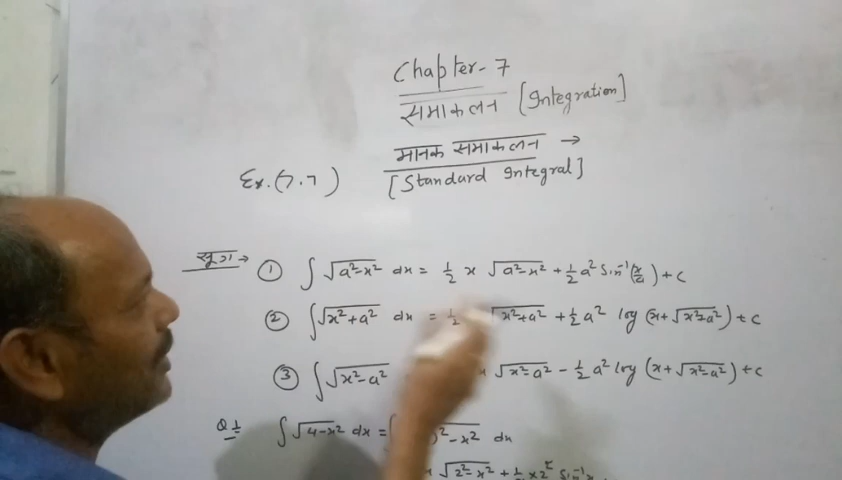 Chapter-7
समाकलन [Integration]
मानक समाकलन →
Ex.(7.7) [Standard Integral]
सूत्र→ ① ∫ √a²-x² dx = 1/2 x √a²-x² + 1/2 a² Sin⁻¹(x/a) + c
② ∫ √x²+a² dx = 1/2 √x²+a² + 1/2 a² log (x+√x²+a²) + c
③ ∫ √x²-a² x √x²-a² - 1/2 a² log (x+√x²-a²) + c
Q1 ∫ √4-x² dx = ∫ )²-x² dx
x √2²-x² + 1/2 x2² Sin⁻¹x